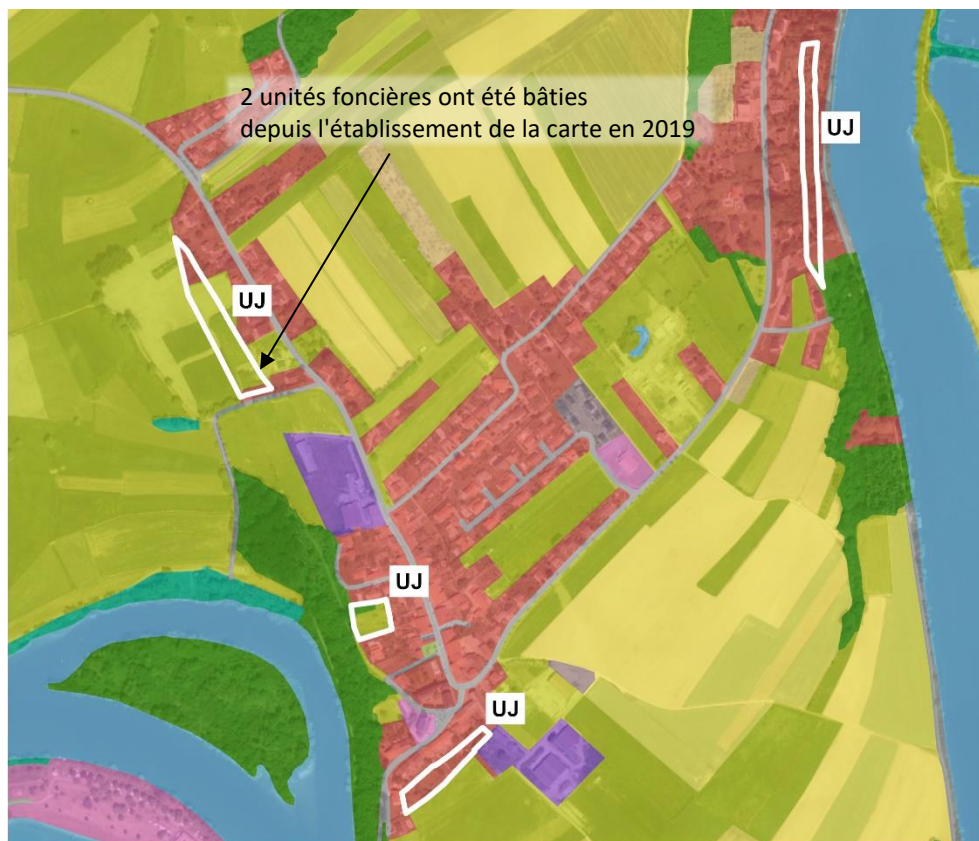 2 unités foncières ont été bâties
depuis l'établissement de la carte en 2019
UJ
UJ
UJ
UJ